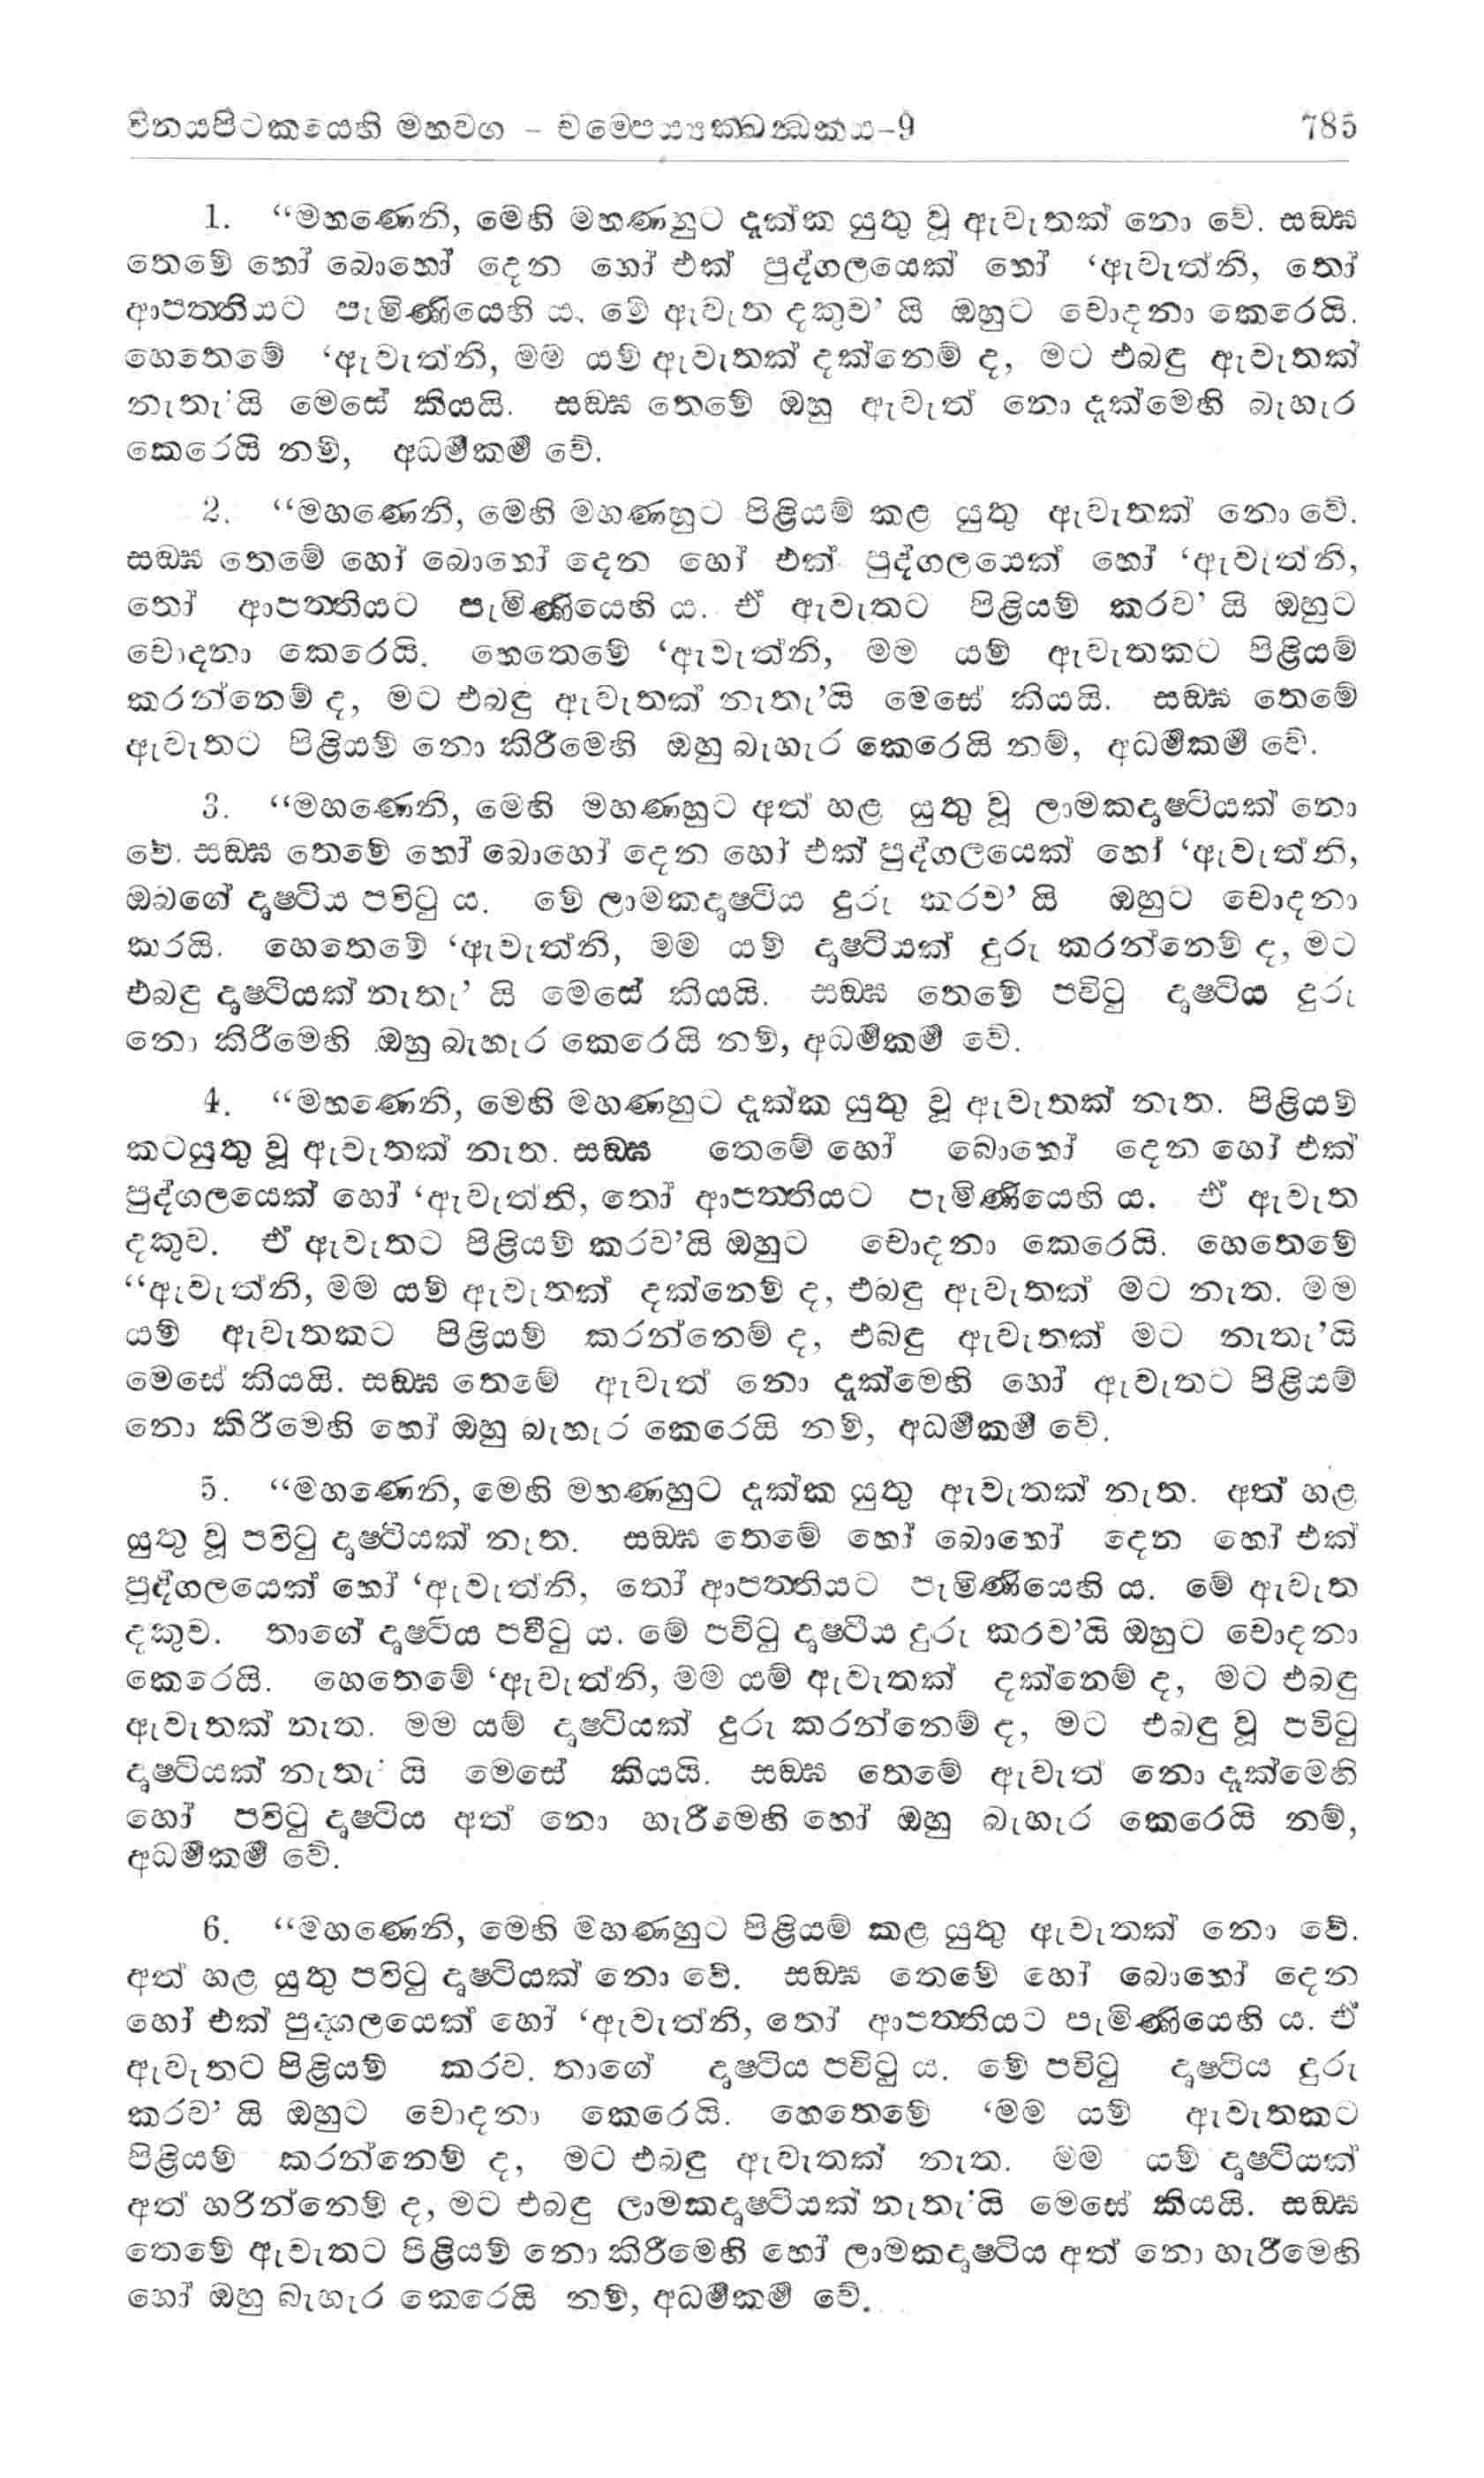 විනයපිටකයෙහි මහවග - චම්පෙය්‍යක්ඛන්‍ධකය-9 785
1. “මහණෙනි, මෙහි මහණහුට දැක්ක යුතු වූ ඇවැතක් නො වේ. සඞ්ඝ
තෙමේ හෝ බොහෝ දෙන හෝ එක් පුද්ගලයෙක් හෝ ‘ඇවැත්නි, තෝ
ආපත්තියට පැමිණියෙහි ය. මේ ඇවැත දකුව’ යි ඔහුට චොදනා කෙරෙයි.
හෙතෙමේ ‘ඇවැත්නි, මම යම් ඇවැතක් දක්නෙම් ද, මට එබඳු ඇවැතක්
නැතැ’යි මෙසේ කියයි. සඞ්ඝ තෙමේ ඔහු ඇවැත් නො දැක්මෙහි බැහැර
කෙරෙයි නම්, අධර්‍මකර්‍ම වේ.
2. “මහණෙනි, මෙහි මහණහුට පිළියම් කළ යුතු ඇවැතක් නො වේ.
සඞ්ඝ තෙමේ හෝ බොහෝ දෙන හෝ එක් පුද්ගලයෙක් හෝ ‘ඇවැත්නි,
තෝ ආපත්තියට පැමිණියෙහි ය. ඒ ඇවැතට පිළියම් කරව’ යි ඔහුට
චොදනා කෙරෙයි. හෙතෙමේ ‘ඇවැත්නි, මම යම් ඇවැතකට පිළියම්
කරන්නෙම් ද, මට එබඳු ඇවැතක් නැතැ’යි මෙසේ කියයි. සඞ්ඝ තෙමේ
ඇවැතට පිළියම් නො කිරීමෙහි ඔහු බැහැර කෙරෙයි නම්, අධර්‍මකර්‍ම වේ.
3. “මහණෙනි, මෙහි මහණහුට අත් හළ යුතු වූ ලාමකදෘෂ්ටියක් නො
වේ. සඞ්ඝ තෙමේ හෝ බොහෝ දෙන හෝ එක් පුද්ගලයෙක් හෝ ‘ඇවැත්නි,
ඔබගේ දෘෂ්ටිය පවිටු ය. මේ ලාමකදෘෂ්ටිය දුරු කරව’ යි ඔහුට චොදනා
කරයි. හෙතෙමේ ‘ඇවැත්නි, මම යම් දෘෂ්ටියක් දුරු කරන්නෙම් ද, මට
එබඳු දෘෂ්ටියක් නැතැ’ යි මෙසේ කියයි. සඞ්ඝ තෙමේ පවිටු දෘෂ්ටිය දුරු
නො කිරීමෙහි ඔහු බැහැර කෙරෙයි නම්, අධර්‍මකර්‍ම වේ.
4. “මහණෙනි, මෙහි මහණහුට දැක්ක යුතු වූ ඇවැතක් නැත. පිළියම්
කටයුතු වූ ඇවැතක් නැත. සඞ්ඝ තෙමේ හෝ බොහෝ දෙන හෝ එක්
පුද්ගලයෙක් හෝ ‘ඇවැත්නි, තෝ ආපත්තියට පැමිණියෙහි ය. ඒ ඇවැත
දකුව. ඒ ඇවැතට පිළියම් කරව’යි ඔහුට චොදනා කෙරෙයි. හෙතෙමේ
“ඇවැත්නි, මම යම් ඇවැතක් දක්නෙම් ද, එබඳු ඇවැතක් මට නැත. මම
යම් ඇවැතකට පිළියම් කරන්නෙම් ද, එබඳු ඇවැතක් මට නැතැ’යි
මෙසේ කියයි. සඞ්ඝ තෙමේ ඇවැත් නො දැක්මෙහි හෝ ඇවැතට පිළියම්
නො කිරීමෙහි හෝ ඔහු බැහැර කෙරෙයි නම්, අධර්‍මකර්‍ම වේ.
5. “මහණෙනි, මෙහි මහණහුට දැක්ක යුතු ඇවැතක් නැත. අත් හළ
යුතු වූ පවිටු දෘෂ්ටියක් නැත. සඞ්ඝ තෙමේ හෝ බොහෝ දෙන හෝ එක්
පුද්ගලයෙක් හෝ ‘ඇවැත්නි, තෝ ආපත්තියට පැමිණියෙහි ය. මේ ඇවැත
දකුව. තාගේ දෘෂ්ටිය පවිටු ය. මේ පවිටු දෘෂ්ටිය දුරු කරව’යි ඔහුට චොදනා
කෙරෙයි. හෙතෙමේ ‘ඇවැත්නි, මම යම් ඇවැතක් දක්නෙම් ද, මට එබඳු
ඇවැතක් නැත. මම යම් දෘෂ්ටියක් දුරු කරන්නෙම් ද, මට එබඳු වූ පවිටු
දෘෂ්ටියක් නැතැ’ යි මෙසේ කියයි. සඞ්ඝ තෙමේ ඇවැත් නො දැක්මෙහි
හෝ පවිටු දෘෂ්ටිය අත් නො හැරීමෙහි හෝ ඔහු බැහැර කෙරෙයි නම්,
අධර්‍මකර්‍ම වේ.
6. “මහණෙනි, මෙහි මහණහුට පිළියම් කළ යුතු ඇවැතක් නො වේ.
අත් හළ යුතු පවිටු දෘෂ්ටියක් නො වේ. සඞ්ඝ තෙමේ හෝ බොහෝ දෙන
හෝ එක් පුද්ගලයෙක් හෝ ‘ඇවැත්නි, තෝ ආපත්තියට පැමිණියෙහි ය. ඒ
ඇවැතට පිළියම් කරව. තාගේ දෘෂ්ටිය පවිටු ය. මේ පවිටු දෘෂ්ටිය දුරු
කරව’ යි ඔහුට චොදනා කෙරෙයි. හෙතෙමේ ‘මම යම් ඇවැතකට
පිළියම් කරන්නෙම් ද, මට එබඳු ඇවැතක් නැත. මම යම් දෘෂ්ටියක්
අත් හරින්නෙම් ද, මට එබඳු ලාමකදෘෂ්ටියක් නැතැ’යි මෙසේ කියයි. සඞ්ඝ
තෙමේ ඇවැතට පිළියම් නො කිරීමෙහි හෝ ලාමකදෘෂ්ටිය අත් නො හැරීමෙහි
හෝ ඔහු බැහැර කෙරෙයි නම්, අධර්‍මකර්‍ම වේ.